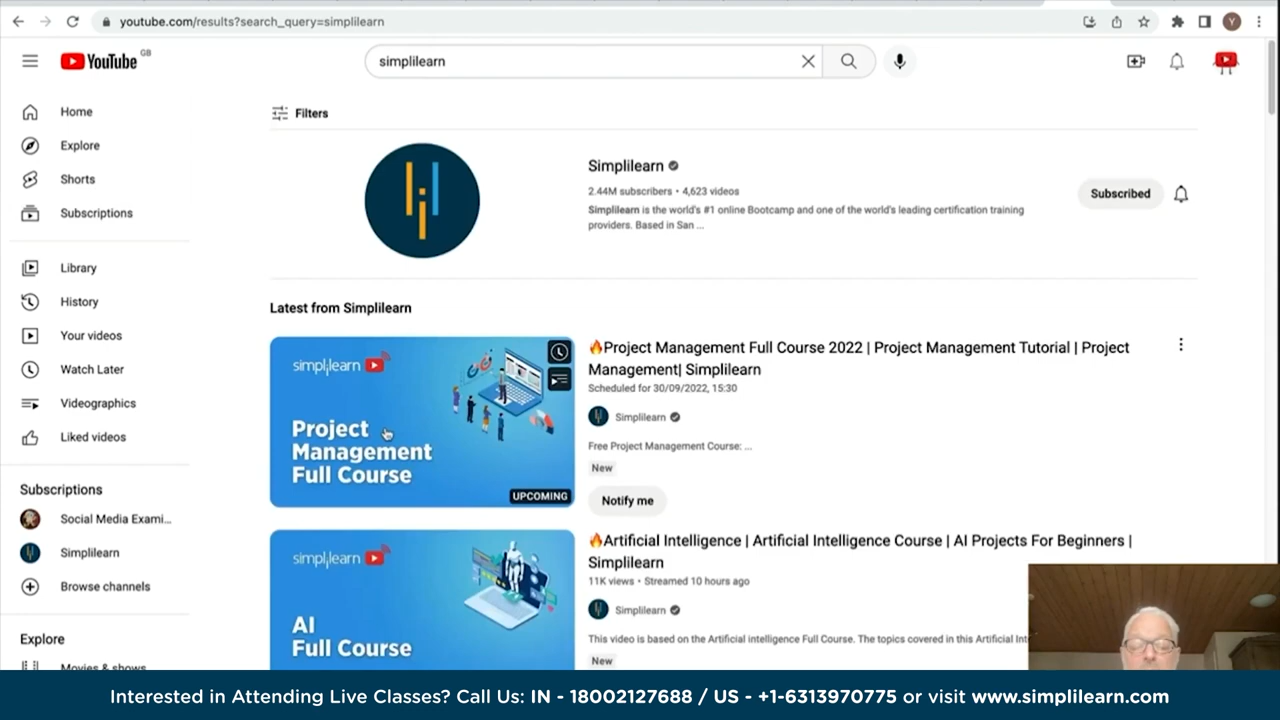 youtube.com/results?search_query=simplilearn
YouTube GB
simplilearn
Y
Home
Explore
Shorts
Subscriptions
Library
History
Your videos
Watch Later
Videographics
Liked videos
Subscriptions
Social Media Exami...
Simplilearn
Browse channels
Explore
Movies & shows
Filters
Simplilearn
2.44M subscribers • 4,623 videos
Simplilearn is the world's #1 online Bootcamp and one of the world's leading certification training
providers. Based in San ...
Subscribed
Latest from Simplilearn
simplilearn
Project
Management
Full Course
UPCOMING
🔥Project Management Full Course 2022 | Project Management Tutorial | Project
Management| Simplilearn
Scheduled for 30/09/2022, 15:30
Simplilearn
Free Project Management Course: ...
New
Notify me
simplilearn
AI
Full Course
🔥Artificial Intelligence | Artificial Intelligence Course | AI Projects For Beginners |
Simplilearn
11K views • Streamed 10 hours ago
Simplilearn
This video is based on the Artificial intelligence Full Course. The topics covered in this Artificial Int
New
Interested in Attending Live Classes? Call Us: IN - 18002127688 / US - +1-6313970775 or visit www.simplilearn.com